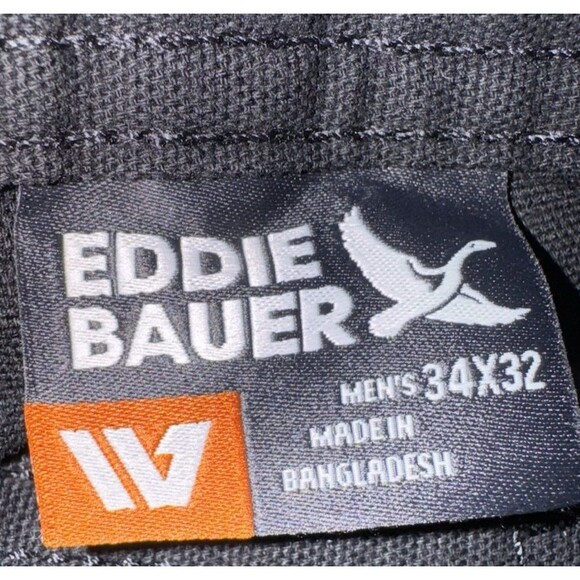 EDDIE
BAUER
MEN'S 34X32
MADE IN
BANGLADESH
W